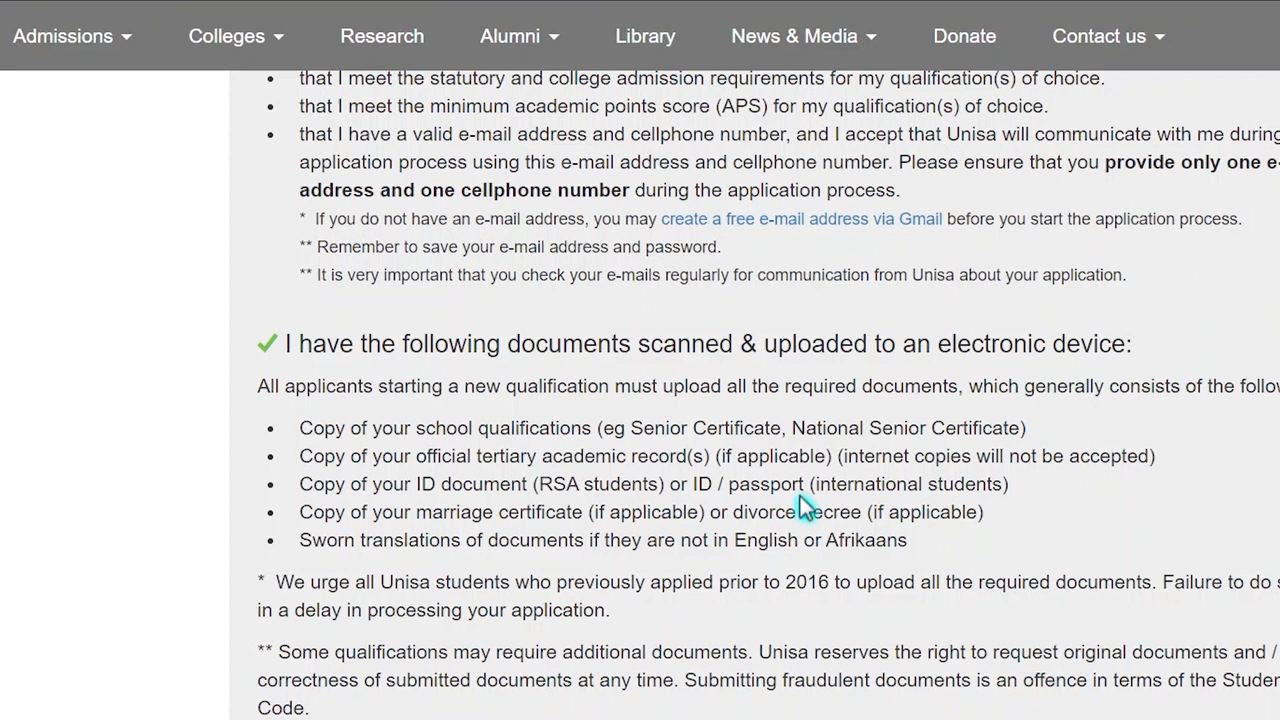 Admissions Colleges Research Alumni Library News & Media Donate Contact us
that I meet the statutory and college admission requirements for my qualification(s) of choice.
that I meet the minimum academic points score (APS) for my qualification(s) of choice.
that I have a valid e-mail address and cellphone number, and I accept that Unisa will communicate with me during
application process using this e-mail address and cellphone number. Please ensure that you provide only one e-
address and one cellphone number during the application process.
* If you do not have an e-mail address, you may create a free e-mail address via Gmail before you start the application process.
** Remember to save your e-mail address and password.
** It is very important that you check your e-mails regularly for communication from Unisa about your application.
I have the following documents scanned & uploaded to an electronic device:
All applicants starting a new qualification must upload all the required documents, which generally consists of the follo
Copy of your school qualifications (eg Senior Certificate, National Senior Certificate)
Copy of your official tertiary academic record(s) (if applicable) (internet copies will not be accepted)
Copy of your ID document (RSA students) or ID / passport (international students)
Copy of your marriage certificate (if applicable) or divorce decree (if applicable)
Sworn translations of documents if they are not in English or Afrikaans
* We urge all Unisa students who previously applied prior to 2016 to upload all the required documents. Failure to do s
in a delay in processing your application.
** Some qualifications may require additional documents. Unisa reserves the right to request original documents and /
correctness of submitted documents at any time. Submitting fraudulent documents is an offence in terms of the Stude
Code.